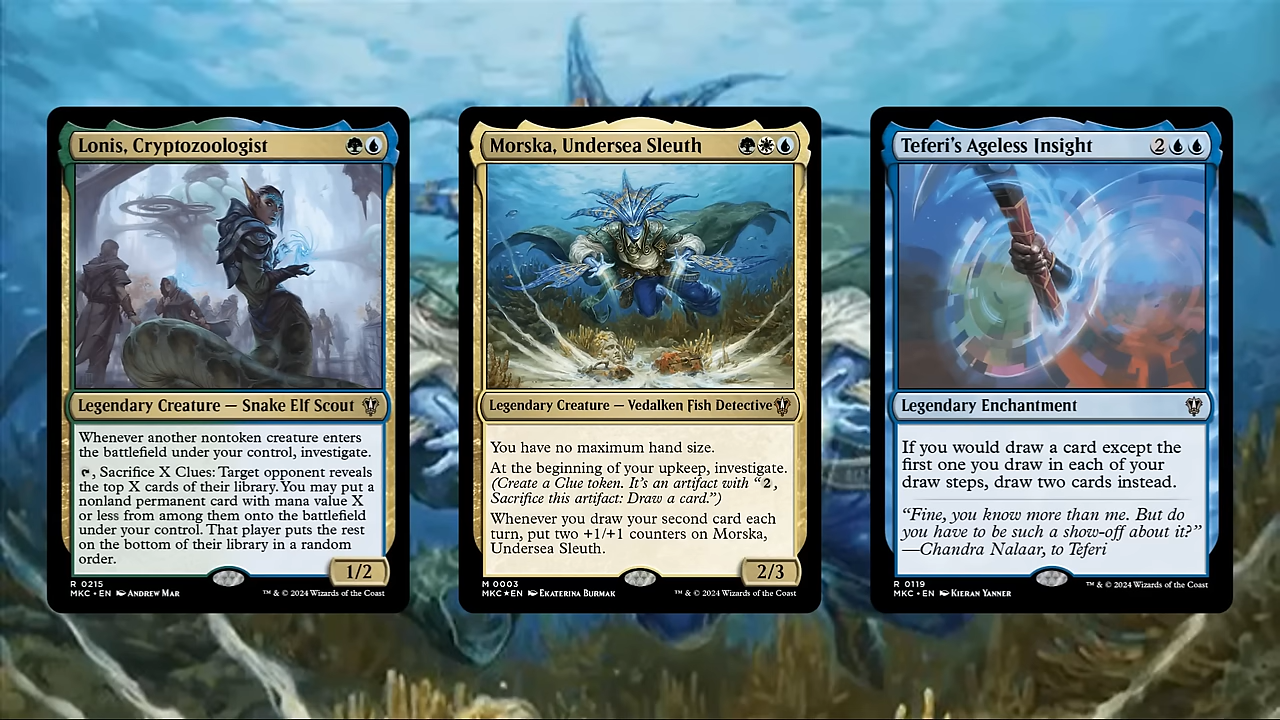 Lonis, Cryptozoologist
Legendary Creature — Snake Elf Scout
Whenever another nontoken creature enters
the battlefield under your control, investigate.
, Sacrifice X Clues: Target opponent reveals
the top X cards of their library. You may put a
nonland permanent card with mana value X
or less from among them onto the battlefield
under your control. That player puts the rest
on the bottom of their library in a random
order.
1/2
R 0215
MKC • EN Andrew Mar
™ & © 2024 Wizards of the Coast
Morska, Undersea Sleuth
Legendary Creature — Vedalken Fish Detective
You have no maximum hand size.
At the beginning of your upkeep, investigate.
(Create a Clue token. It's an artifact with “2,
Sacrifice this artifact: Draw a card.”)
Whenever you draw your second card each
turn, put two +1/+1 counters on Morska,
Undersea Sleuth.
2/3
M 0003
MKC ★ EN Ekaterina Burmak
™ & © 2024 Wizards of the Coast
Teferi's Ageless Insight 2
Legendary Enchantment
If you would draw a card except the
first one you draw in each of your
draw steps, draw two cards instead.
“Fine, you know more than me. But do
you have to be such a show-off about it?”
—Chandra Nalaar, to Teferi
R 0119
MKC • EN Kieran Yanner
™ & © 2024 Wizards of the Coast